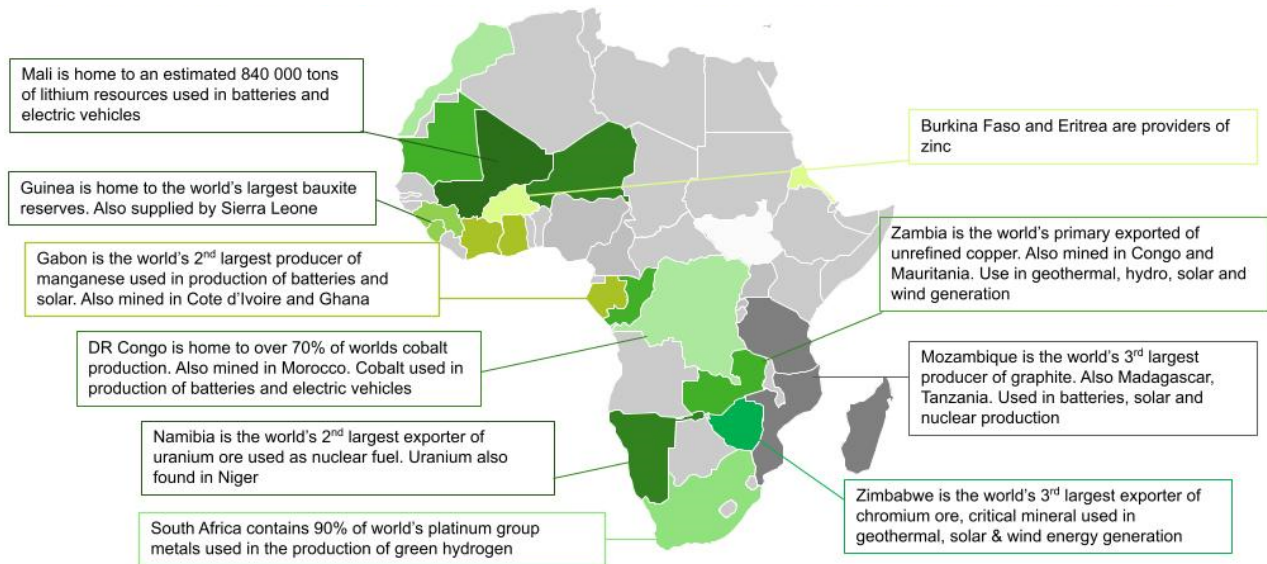 Mali is home to an estimated 840 000 tons
of lithium resources used in batteries and
electric vehicles
Guinea is home to the world's largest bauxite
reserves. Also supplied by Sierra Leone
Gabon is the world's 2nd largest producer of
manganese used in production of batteries and
solar. Also mined in Cote d'Ivoire and Ghana
DR Congo is home to over 70% of worlds cobalt
production. Also mined in Morocco. Cobalt used in
production of batteries and electric vehicles
Namibia is the world's 2nd largest exporter of
uranium ore used as nuclear fuel. Uranium also
found in Niger
South Africa contains 90% of world's platinum group
metals used in the production of green hydrogen
Burkina Faso and Eritrea are providers of
zinc
Zambia is the world's primary exported of
unrefined copper. Also mined in Congo and
Mauritania. Use in geothermal, hydro, solar and
wind generation
Mozambique is the world's 3rd largest
producer of graphite. Also Madagascar,
Tanzania. Used in batteries, solar and
nuclear production
Zimbabwe is the world's 3rd largest exporter of
chromium ore, critical mineral used in
geothermal, solar & wind energy generation